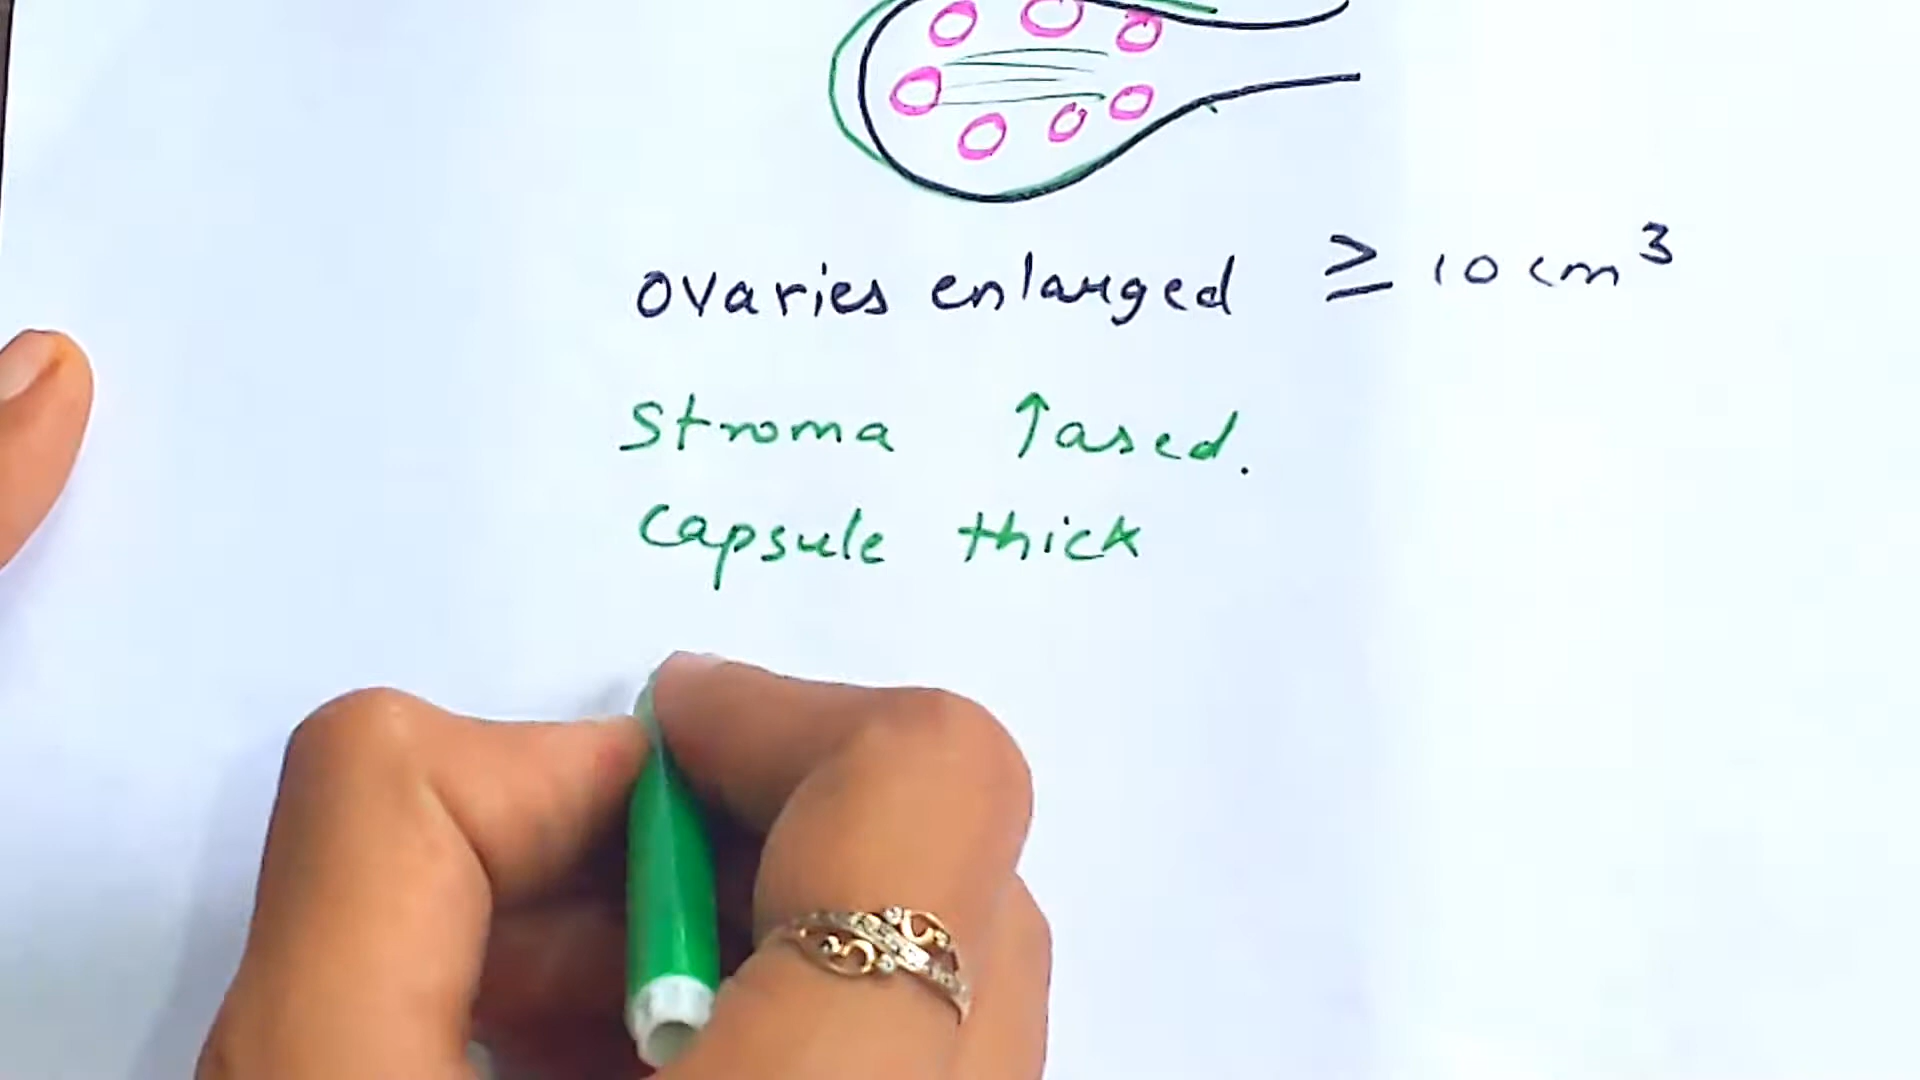 ovaries enlarged ≥ 10 cm³
Stroma ↑ased.
Capsule thick